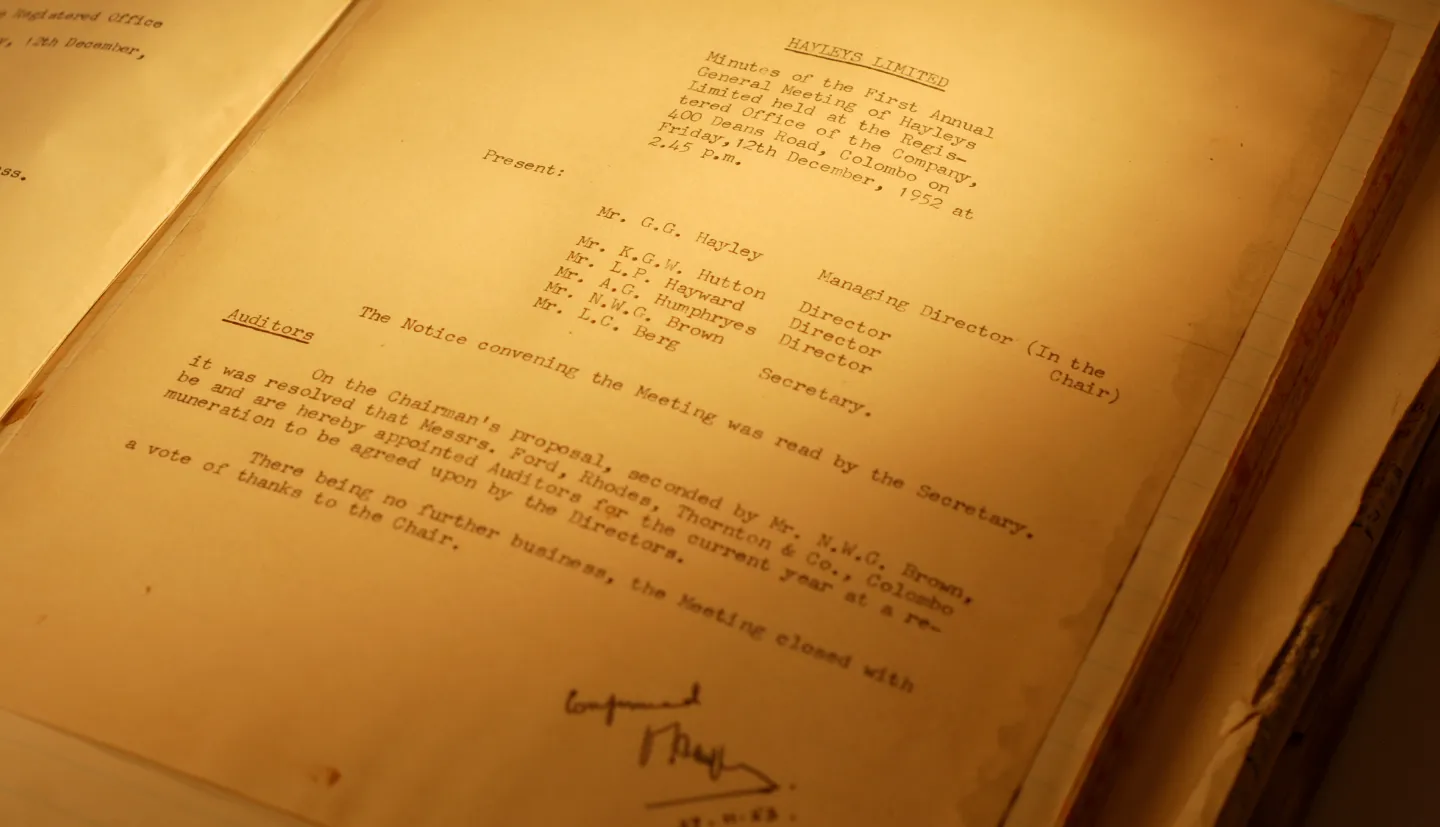 Registered Office
12th December,
HAYLEYS LIMITED
Minutes of the First Annual
General Meeting of Hayleys
Limited held at the Regis-
tered Office of the Company,
400 Deans Road, Colombo on
Friday,12th December, 1952 at
2.45 p.m.
Present:
Mr. G.G. Hayley Managing Director (In the
Chair)
Mr. K.G.W. Hutton Director
Mr. L.P. Hayward Director
Mr. A.G. Humphryes Director
Mr. N.W.G. Brown
Mr. L.C. Berg Secretary.
The Notice convening the Meeting was read by the Secretary.
Auditors
On the Chairman's proposal, seconded by Mr. N.W.G. Brown,
it was resolved that Messrs. Ford, Rhodes, Thornton & Co., Colombo
be and are hereby appointed Auditors for the current year at a re-
muneration to be agreed upon by the Directors.
There being no further business, the Meeting closed with
a vote of thanks to the Chair.
Confirmed